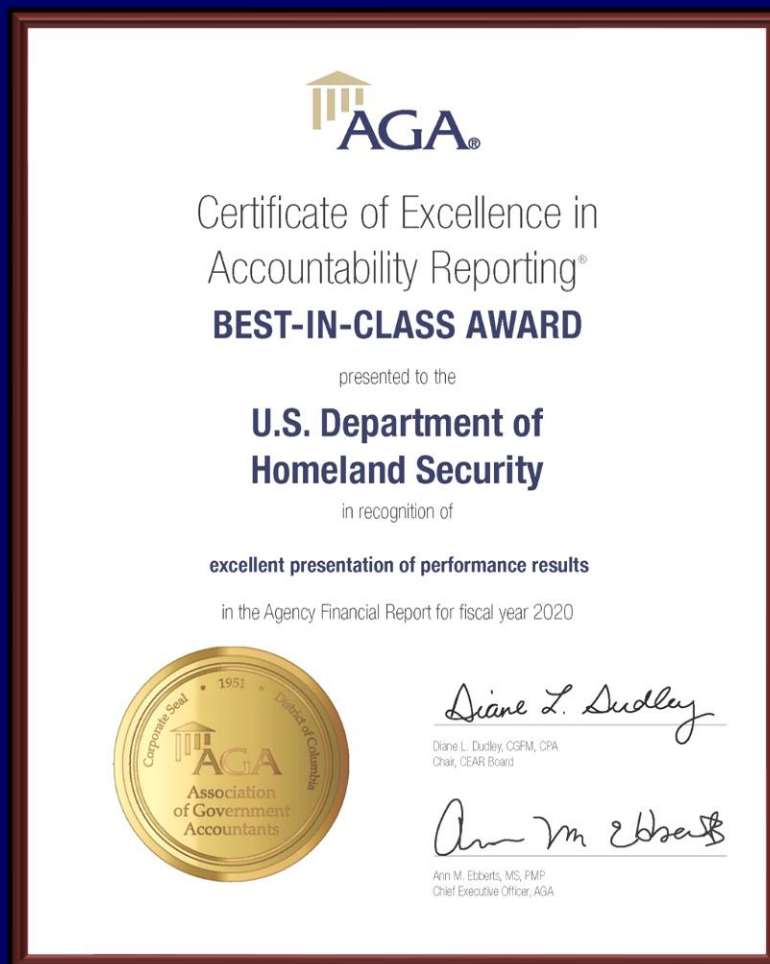 AGA®
Certificate of Excellence in
Accountability Reporting®
BEST-IN-CLASS AWARD
presented to the
U.S. Department of
Homeland Security
in recognition of
excellent presentation of performance results
in the Agency Financial Report for fiscal year 2020
Corporate Seal • 1951 • District of Columbia
AGA
Association
of Government
Accountants
Diane L. Dudley
Diane L. Dudley, CGFM, CPA
Chair, CEAR Board
Ann M Ebberts
Ann M. Ebberts, MS, PMP
Chief Executive Officer, AGA